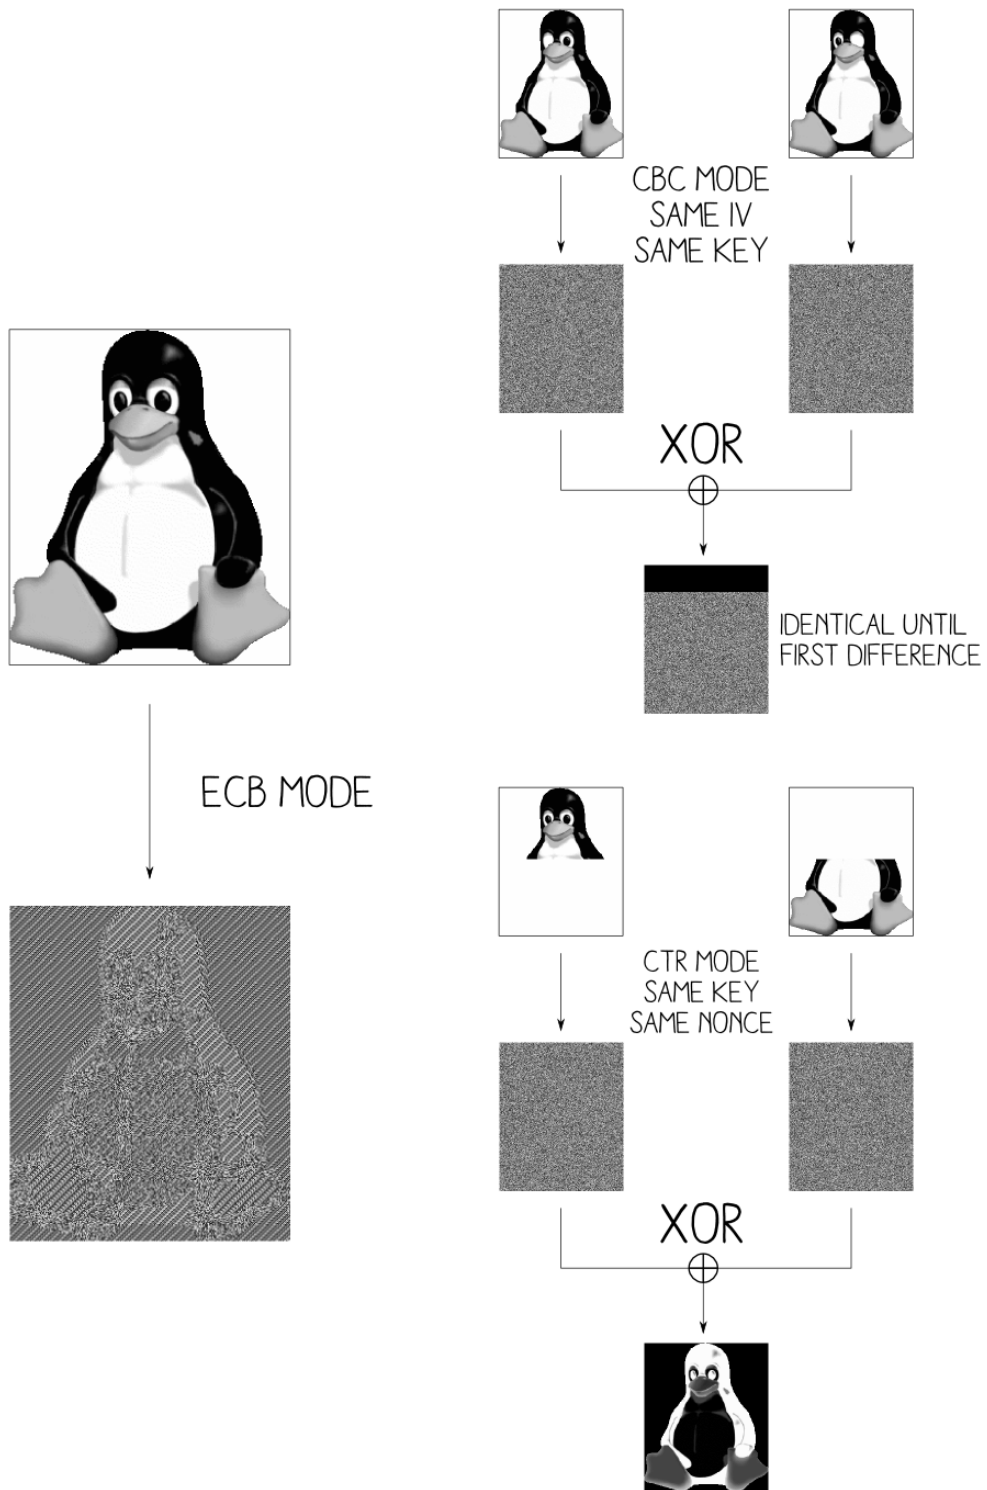 CBC MODE
SAME IV
SAME KEY
XOR
IDENTICAL UNTIL
FIRST DIFFERENCE
ECB MODE
CTR MODE
SAME KEY
SAME NONCE
XOR